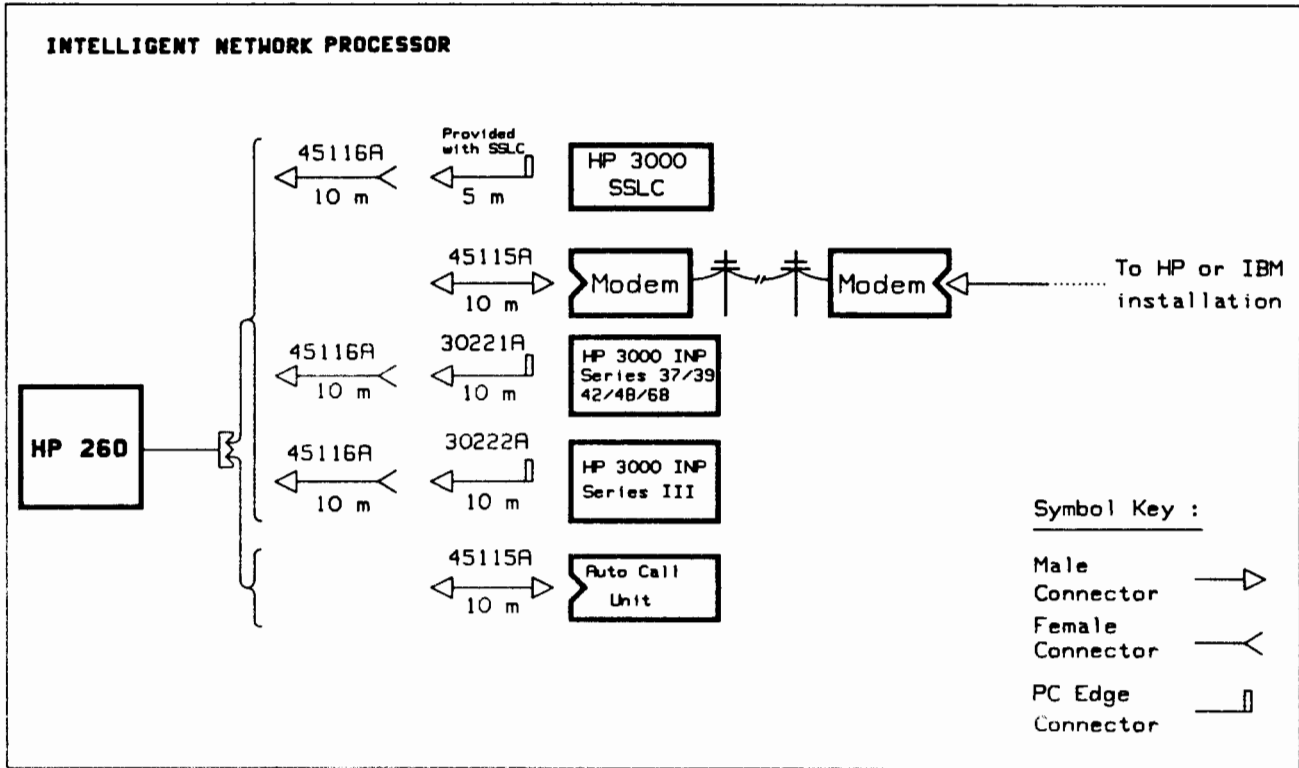 INTELLIGENT NETWORK PROCESSOR
45116A
10 m
Provided
with SSLC
5 m
HP 3000
SSLC
45115A
10 m
Modem
Modem
To HP or IBM
installation
45116A
10 m
30221A
10 m
HP 3000 INP
Series 37/39
42/48/68
HP 260
45116A
10 m
30222A
10 m
HP 3000 INP
Series III
45115A
10 m
Auto Call
Unit
Symbol Key :
Male
Connector
Female
Connector
PC Edge
Connector